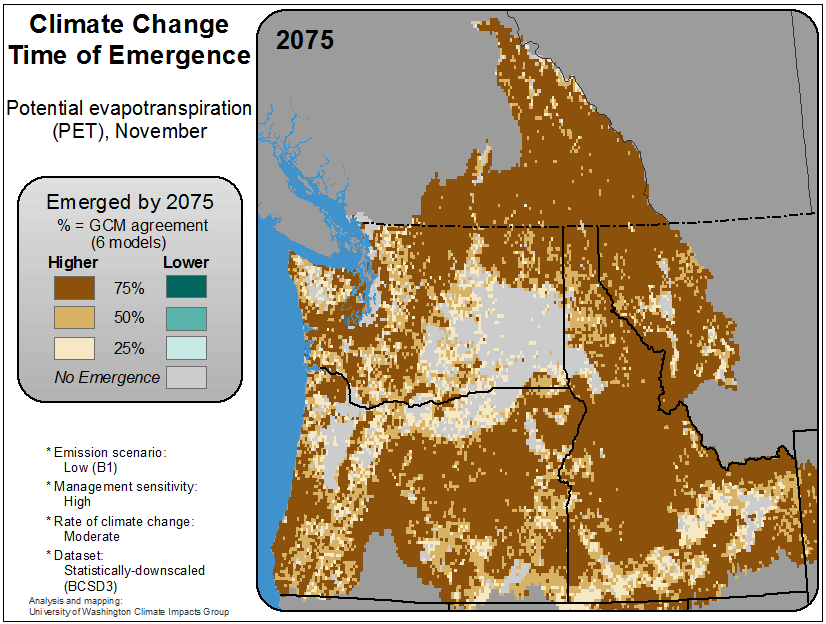 Climate Change
Time of Emergence
Potential evapotranspiration
(PET), November
Emerged by 2075
% = GCM agreement
(6 models)
Higher Lower
75%
50%
25%
No Emergence
* Emission scenario:
Low (B1)
* Management sensitivity:
High
* Rate of climate change:
Moderate
* Dataset:
Statistically-downscaled
(BCSD3)
Analysis and mapping:
University of Washington Climate Impacts Group
2075